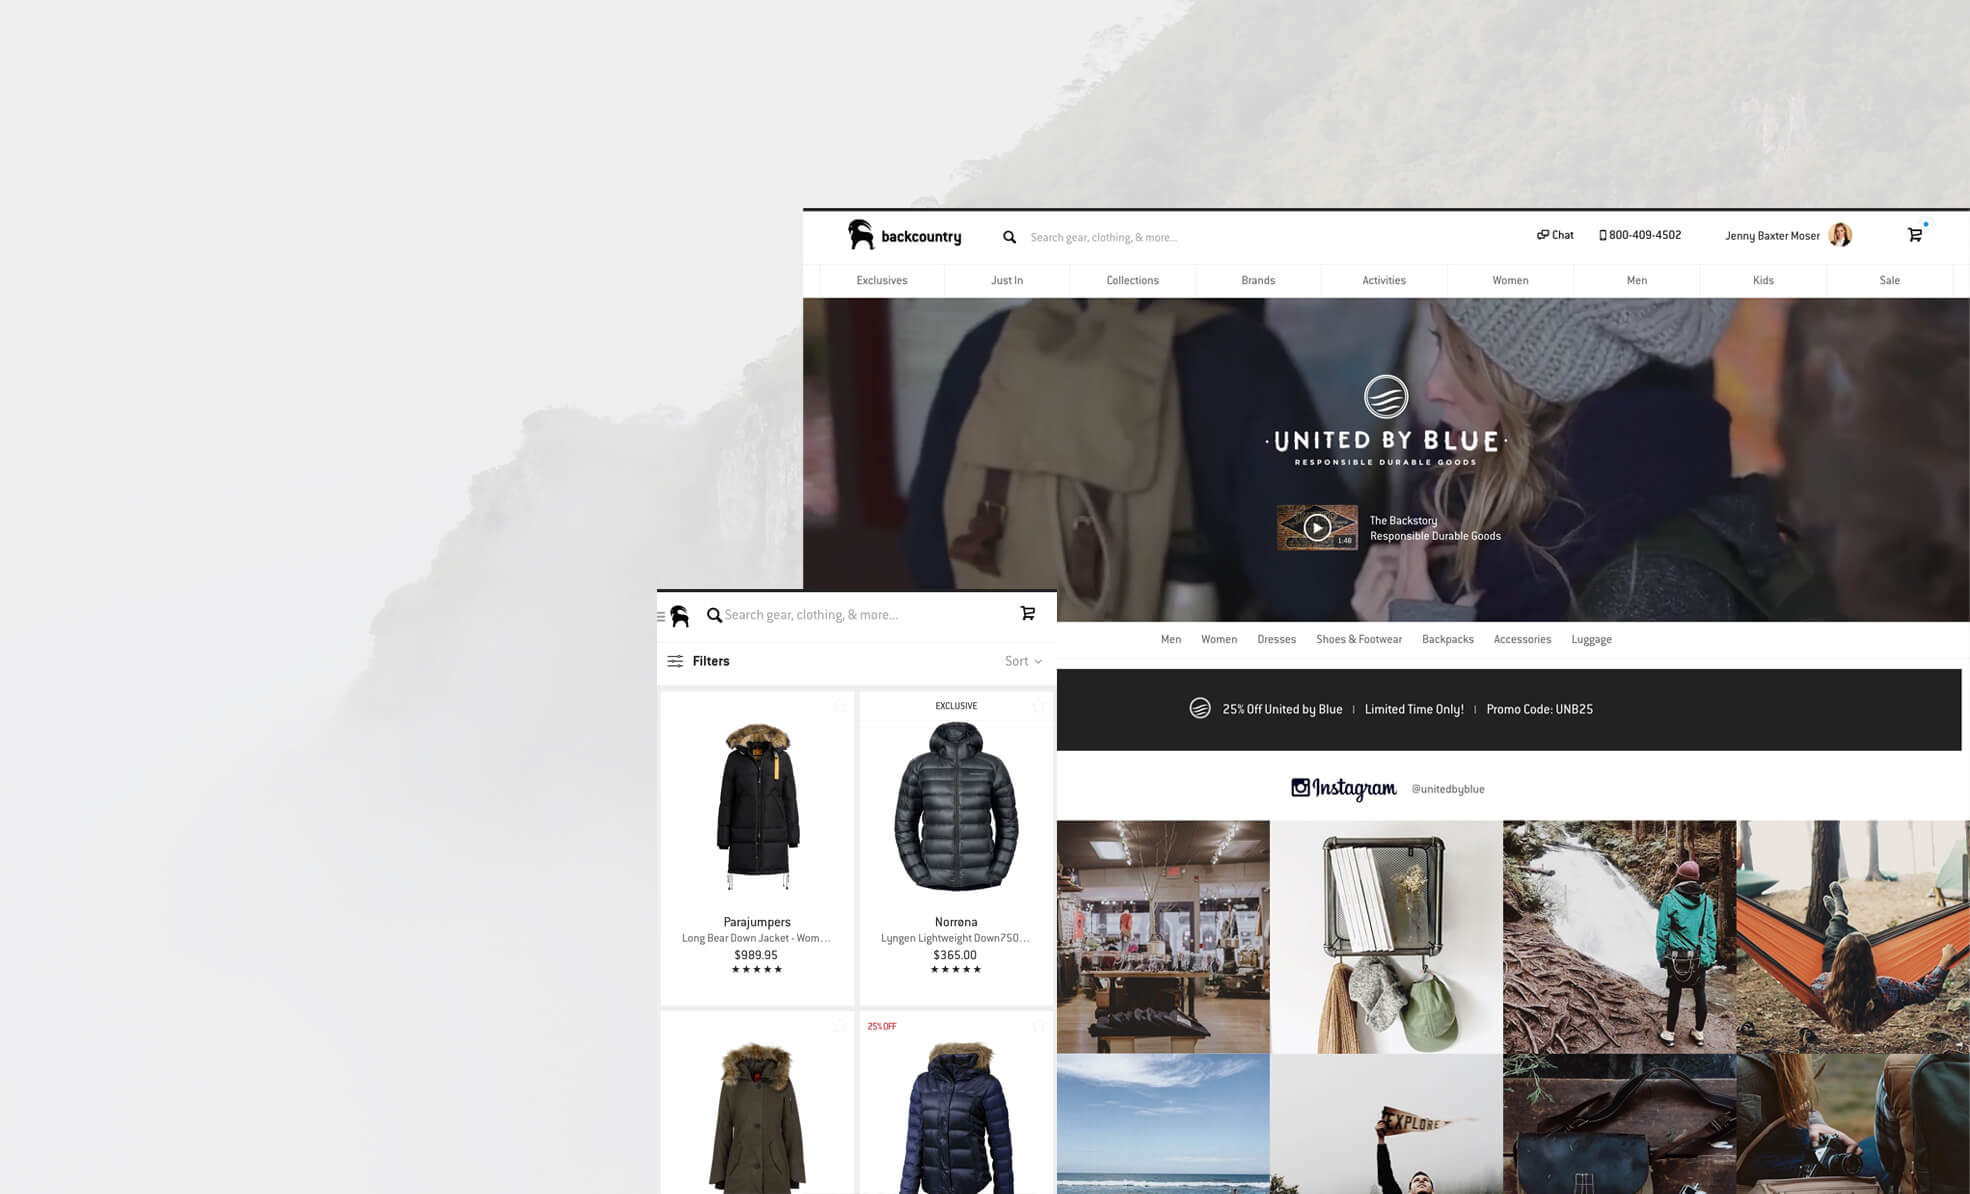 backcountry
Search gear, clothing, & more...
Chat
800-409-4502
Jenny Baxter Moser
Exclusives
Just In
Collections
Brands
Activities
Women
Men
Kids
Sale
UNITED BY BLUE
RESPONSIBLE DURABLE GOODS
1:48
The Backstory
Responsible Durable Goods
Men
Women
Dresses
Shoes & Footwear
Backpacks
Accessories
Luggage
25% Off United by Blue | Limited Time Only! | Promo Code: UNB25
Instagram
@unitedbyblue
EXPLORE
Search gear, clothing, & more...
Filters
Sort
Parajumpers
Long Bear Down Jacket - Wom...
$989.95
EXCLUSIVE
Norrøna
Lyngen Lightweight Down750...
$365.00
25% OFF